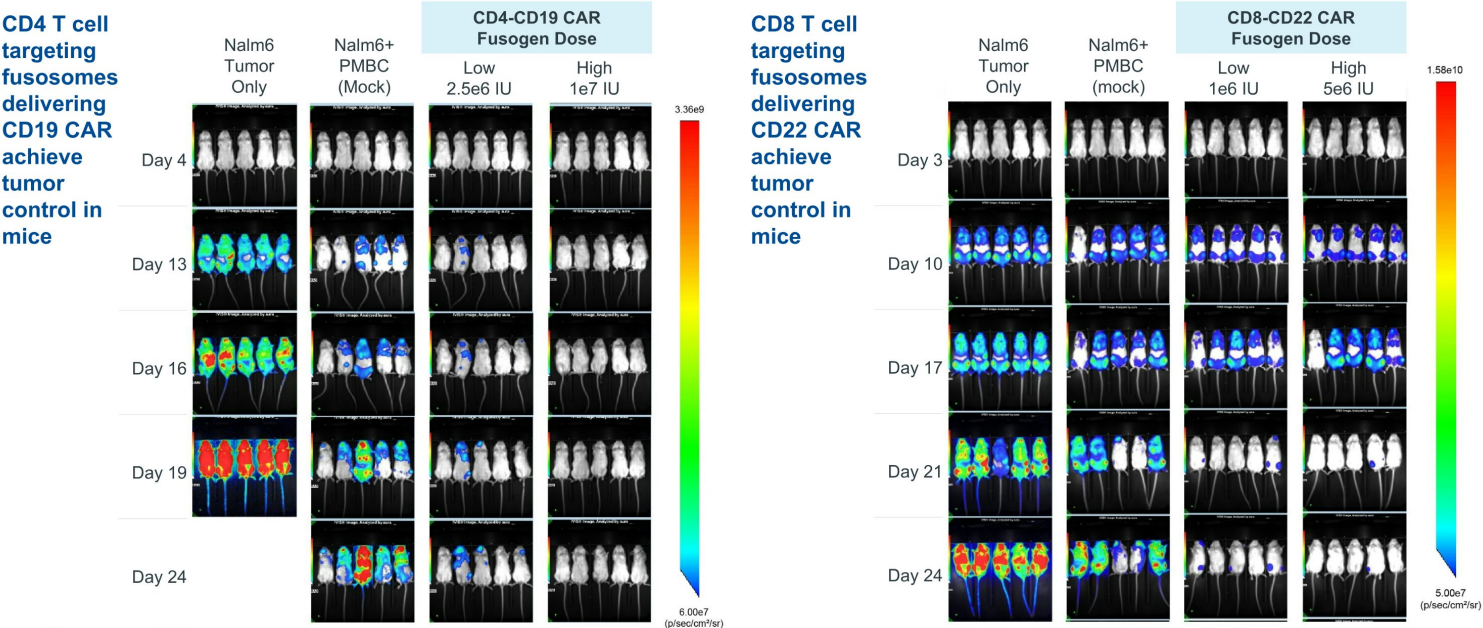 CD4 T cell
targeting
fusosomes
delivering
CD19 CAR
achieve
tumor
control in
mice
Nalm6
Tumor
Only
Nalm6+
PMBC
(Mock)
CD4-CD19 CAR
Fusogen Dose
Low
2.5e6 IU
High
1e7 IU
Day 4
Day 13
Day 16
Day 19
Day 24
3.36e9
6.00e7
(p/sec/cm²/sr)
CD8 T cell
targeting
fusosomes
delivering
CD22 CAR
achieve
tumor
control in
mice
Nalm6
Tumor
Only
Nalm6+
PMBC
(mock)
CD8-CD22 CAR
Fusogen Dose
Low
1e6 IU
High
5e6 IU
Day 3
Day 10
Day 17
Day 21
Day 24
1.58e10
5.00e7
(p/sec/cm²/sr)